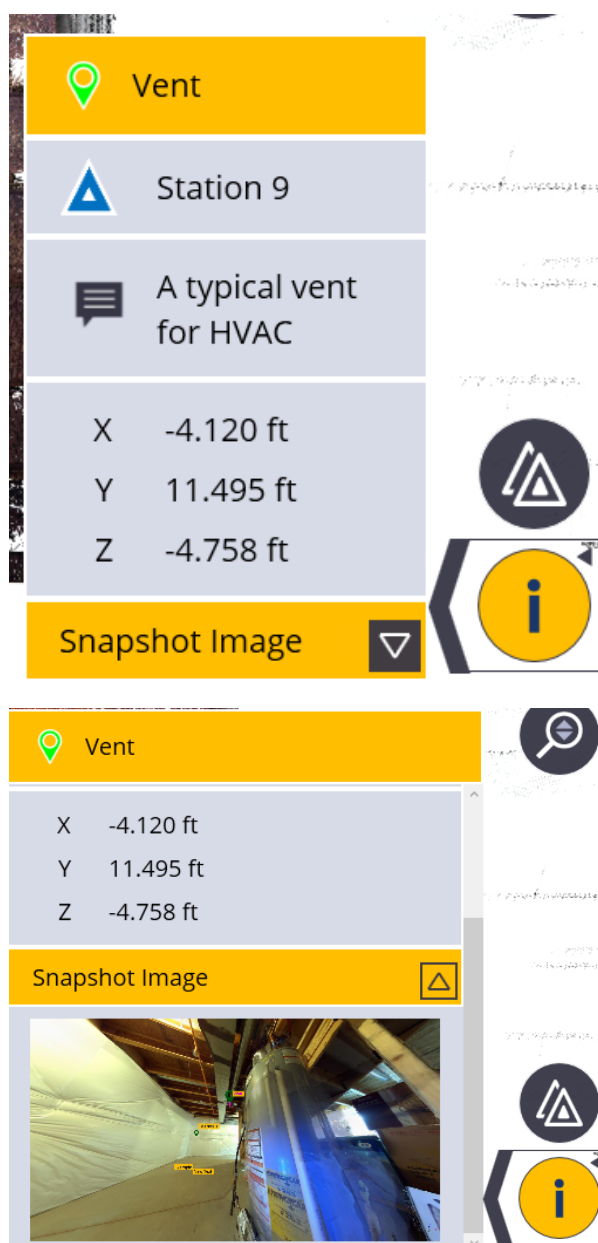 Vent
Station 9
A typical vent
for HVAC
X -4.120 ft
Y 11.495 ft
Z -4.758 ft
Snapshot Image
i
Vent
X -4.120 ft
Y 11.495 ft
Z -4.758 ft
Snapshot Image
i